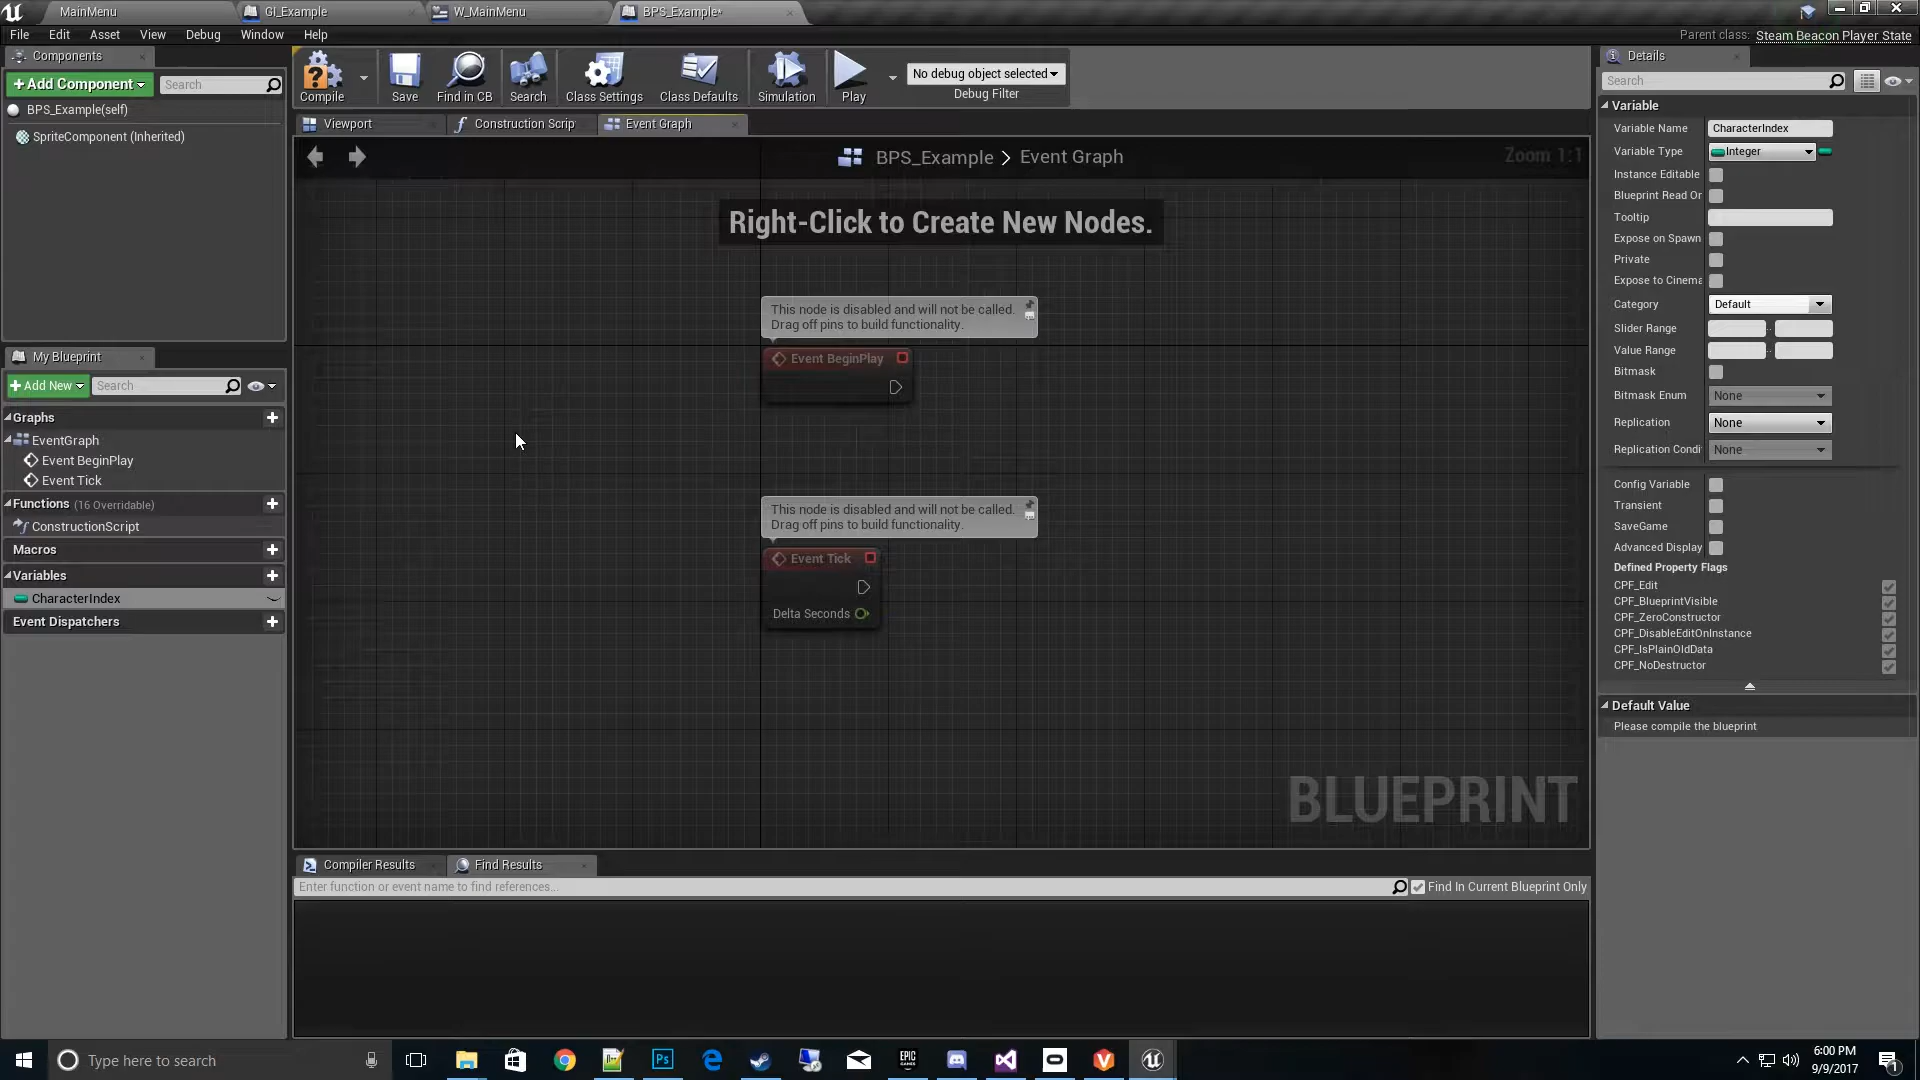 MainMenu
GI_Example
W_MainMenu
BPS_Example*
File Edit Asset View Debug Window Help
Parent class: Steam Beacon Player State
Components
+Add Component
Search
BPS_Example(self)
SpriteComponent (Inherited)
My Blueprint
+Add New
Search
Graphs
EventGraph
Event BeginPlay
Event Tick
Functions (16 Overridable)
ConstructionScript
Macros
Variables
CharacterIndex
Event Dispatchers
Compile
Save
Find in CB
Search
Class Settings
Class Defaults
Simulation
Play
No debug object selected
Debug Filter
Viewport
Construction Scrip
Event Graph
BPS_Example > Event Graph
Zoom 1:1
Right-Click to Create New Nodes.
This node is disabled and will not be called.
Drag off pins to build functionality.
Event BeginPlay
This node is disabled and will not be called.
Drag off pins to build functionality.
Event Tick
Delta Seconds
BLUEPRINT
Compiler Results
Find Results
Enter function or event name to find references...
Find In Current Blueprint Only
Details
Search
Variable
Variable Name CharacterIndex
Variable Type Integer
Instance Editable
Blueprint Read Or
Tooltip
Expose on Spawn
Private
Expose to Cinema
Category Default
Slider Range
Value Range
Bitmask
Bitmask Enum None
Replication None
Replication Condi None
Config Variable
Transient
SaveGame
Advanced Display
Defined Property Flags
CPF_Edit
CPF_BlueprintVisible
CPF_ZeroConstructor
CPF_DisableEditOnInstance
CPF_IsPlainOldData
CPF_NoDestructor
Default Value
Please compile the blueprint
Type here to search
Ps
EPIC
GAMES
6:00 PM
9/9/2017
1